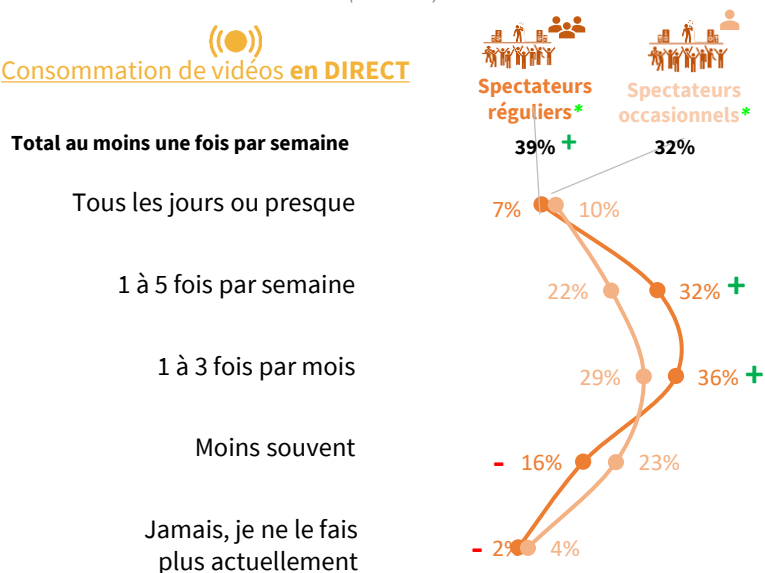 Consommation de vidéos en DIRECT
Spectateurs
réguliers*
Spectateurs
occasionnels*
Total au moins une fois par semaine 39% + 32%
Tous les jours ou presque 7% 10%
1 à 5 fois par semaine 22% 32% +
1 à 3 fois par mois 29% 36% +
Moins souvent - 16% 23%
Jamais, je ne le fais
plus actuellement - 2% 4%